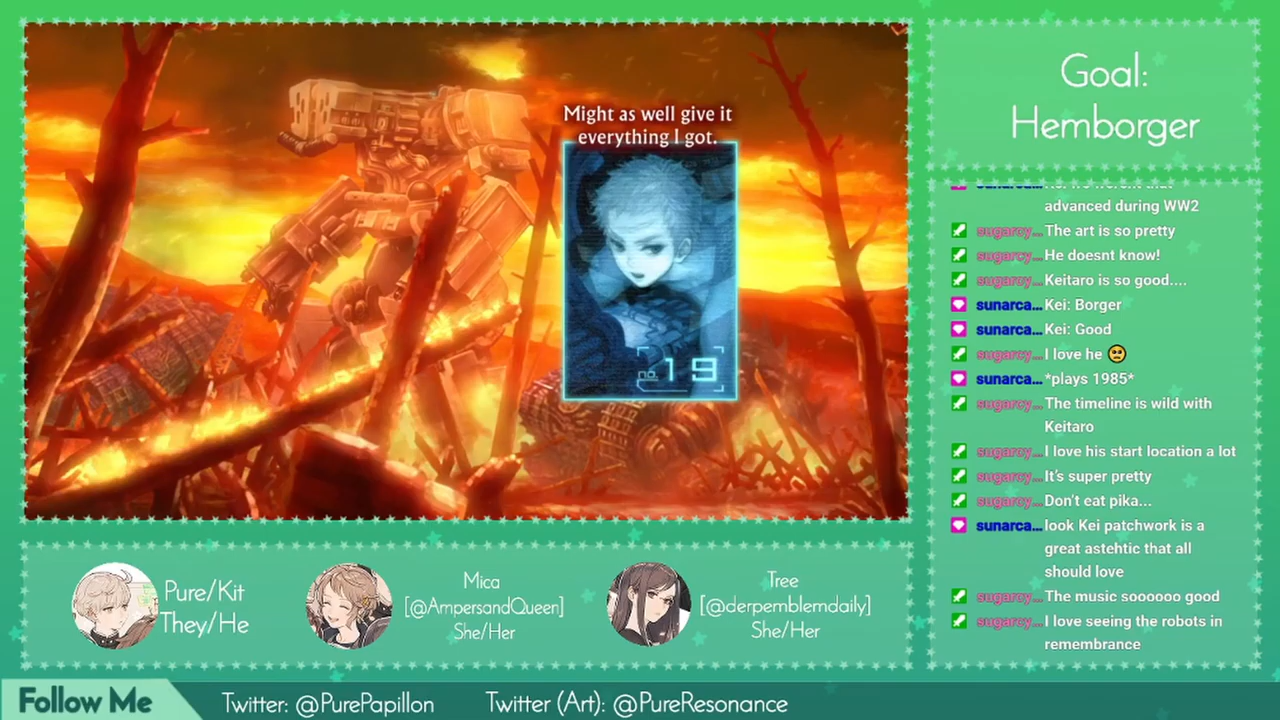 Might as well give it
everything I got.
no. 19
Goal:
Hemborger
advanced during WW2
sugarcy... The art is so pretty
sugarcy... He doesnt know!
sugarcy... Keitaro is so good....
sunarca... Kei: Borger
sunarca... Kei: Good
sugarcy... I love he 🥺
sunarca... *plays 1985*
sugarcy... The timeline is wild with
Keitaro
sugarcy... I love his start location a lot
sugarcy... It's super pretty
sugarcy... Don't eat pika...
sunarca... look Kei patchwork is a
great astehtic that all
should love
sugarcy... The music soooooo good
sugarcy... I love seeing the robots in
remembrance
Pure/Kit
They/He
Mica
[@AmpersandQueen]
She/Her
Tree
[@derpemblemdaily]
She/Her
Follow Me
Twitter: @PurePapillon
Twitter (Art): @PureResonance